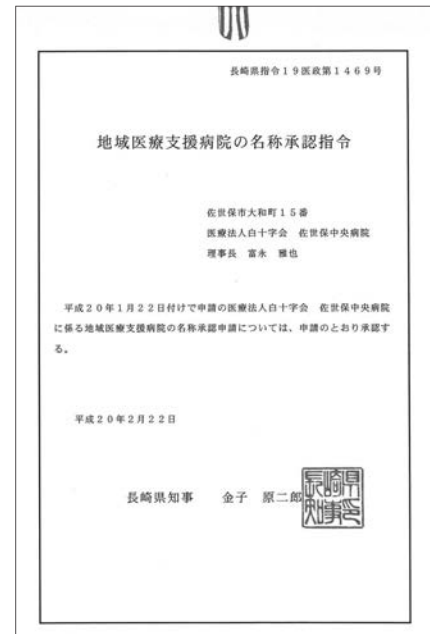 長崎県指令19医政第1469号
地域医療支援病院の名称承認指令
佐世保市大和町15番
医療法人白十字会 佐世保中央病院
理事長 富永 雅也
平成20年1月22日付けで申請の医療法人白十字会 佐世保中央病院
に係る地域医療支援病院の名称承認申請については、申請のとおり承認す
る。
平成20年2月22日
長崎県知事 金子 原二郎
長崎県知事印